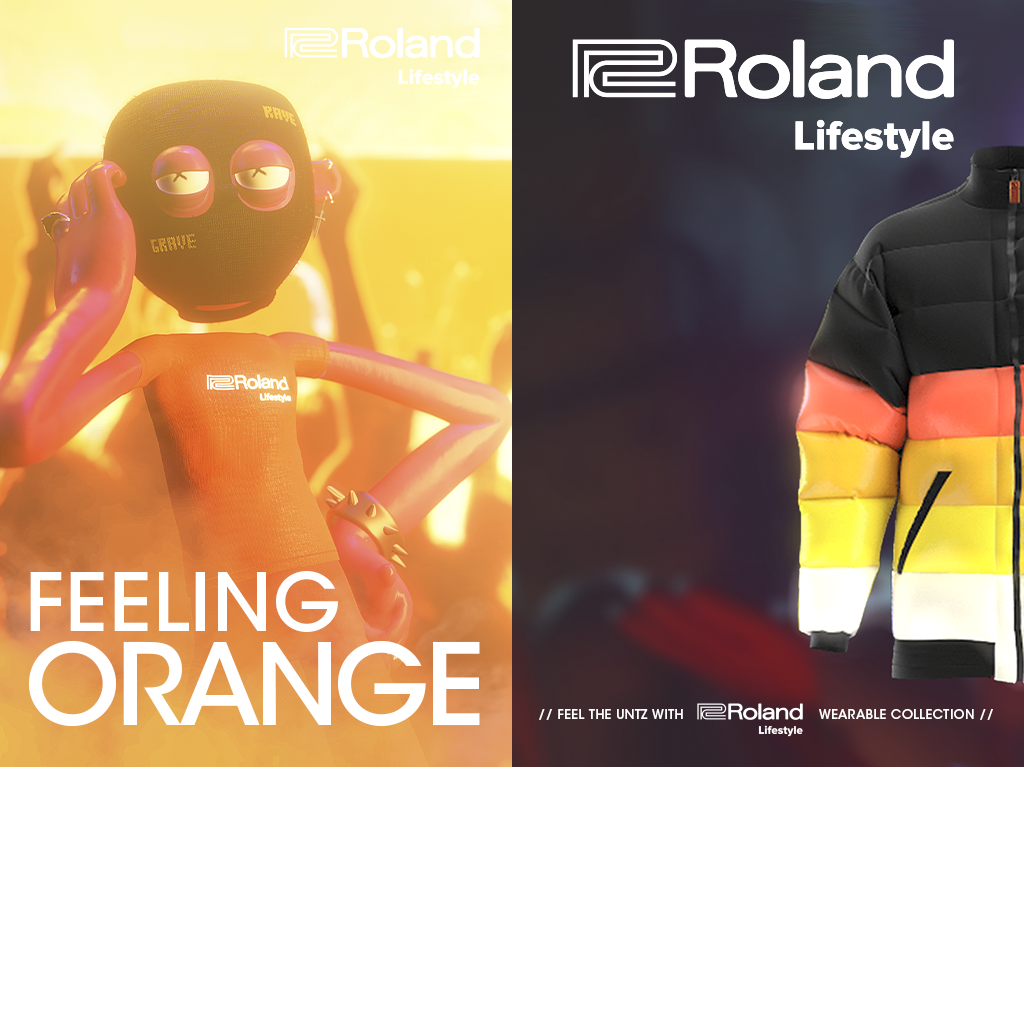 Roland
Lifestyle
RAVE
GRAVE
Roland
Lifestyle
FEELING
ORANGE
Roland
Lifestyle
// FEEL THE UNTZ WITH Roland Lifestyle WEARABLE COLLECTION //